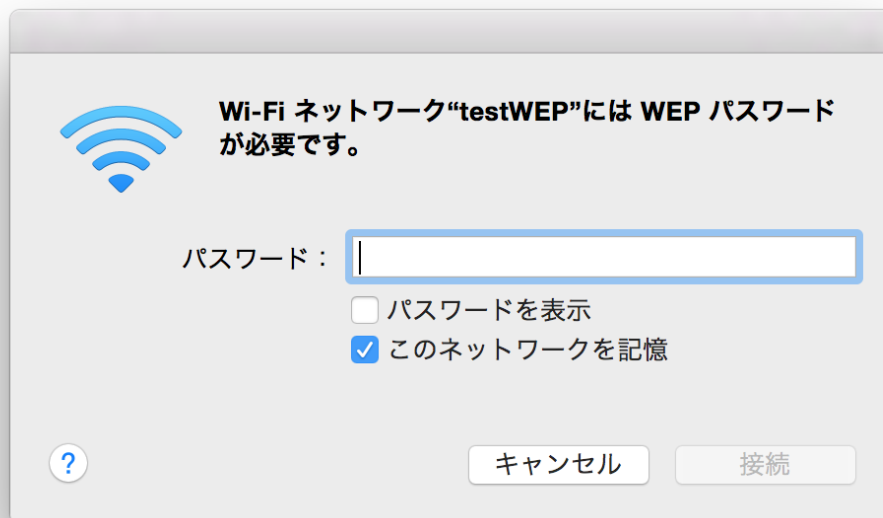 Wi-Fi ネットワーク“testWEP”には WEP パスワード
が必要です。
パスワード：
パスワードを表示
このネットワークを記憶
?
キャンセル
接続